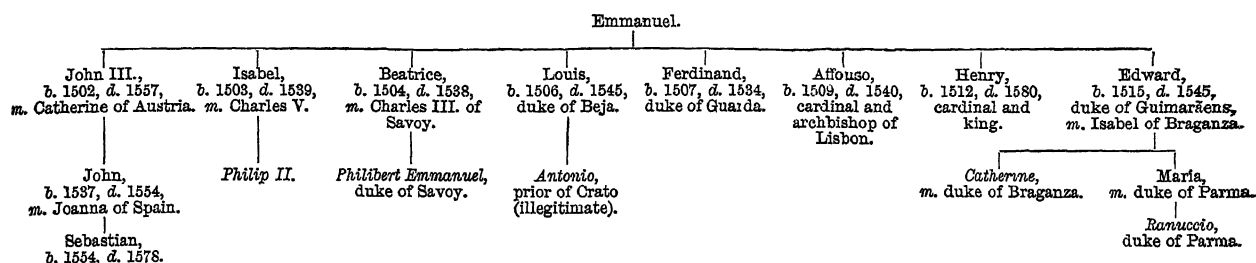 Emmanuel.
John III.,
b. 1502, d. 1557,
m. Catherine of Austria.
Isabel,
b. 1503, d. 1539,
m. Charles V.
Beatrice,
b. 1504, d. 1538,
m. Charles III. of
Savoy.
Louis,
b. 1506, d. 1545,
duke of Beja.
Ferdinand,
b. 1507, d. 1534,
duke of Guarda.
Affonso,
b. 1509, d. 1540,
cardinal and
archbishop of
Lisbon.
Henry,
b. 1512, d. 1580,
cardinal and
king.
Edward,
b. 1515, d. 1545,
duke of Guimarãens,
m. Isabel of Braganza.
John,
b. 1537, d. 1554,
m. Joanna of Spain.
Philip II.
Philibert Emmanuel,
duke of Savoy.
Antonio,
prior of Crato
(illegitimate).
Catherine,
m. duke of Braganza.
Maria,
m. duke of Parma.
Sebastian,
b. 1554, d. 1578.
Ranuccio,
duke of Parma.